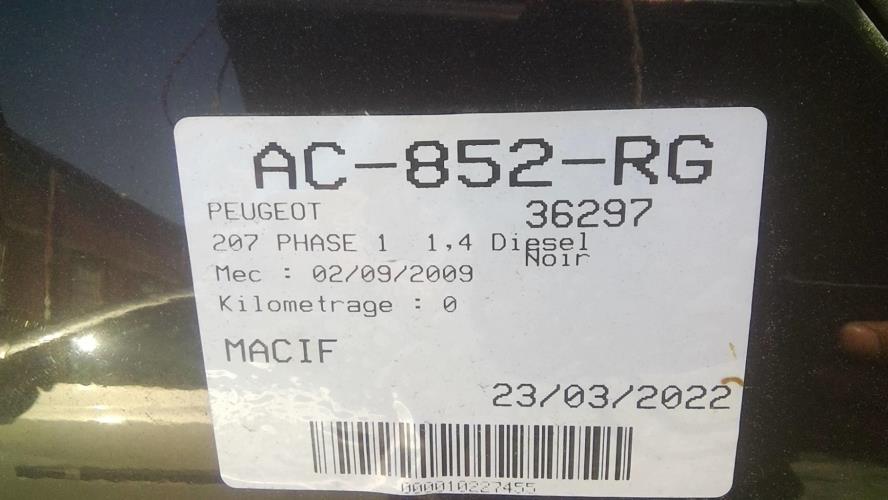 AC-852-RG
PEUGEOT 36297
207 PHASE 1 1,4 Diesel
Noir
Mec : 02/09/2009
Kilometrage : 0
MACIF
23/03/2022
000010227455